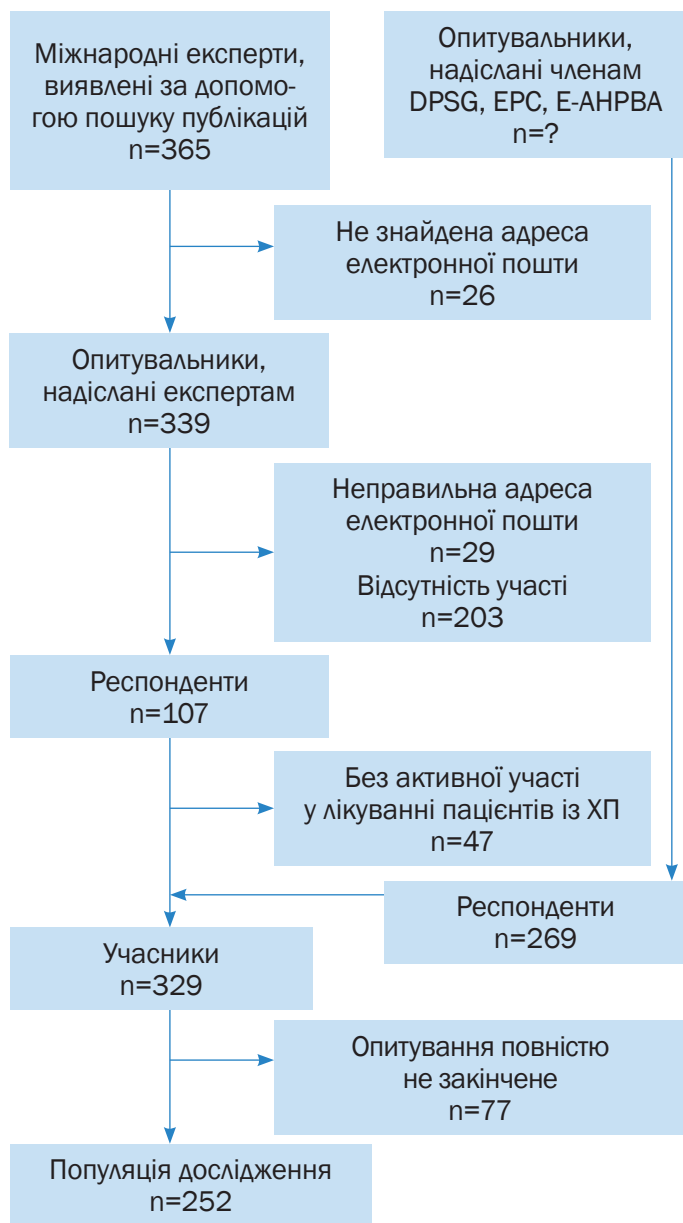 Міжнародні експерти,
виявлені за допомо-
гою пошуку публікацій
n=365
Опитувальники,
надіслані членам
DPSG, EPC, E-AHPBA
n=?
Не знайдена адреса
електронної пошти
n=26
Опитувальники,
надіслані експертам
n=339
Неправильна адреса
електронної пошти
n=29
Відсутність участі
n=203
Респонденти
n=107
Без активної участі
у лікуванні пацієнтів із ХП
n=47
Респонденти
n=269
Учасники
n=329
Опитування повністю
не закінчене
n=77
Популяція дослідження
n=252